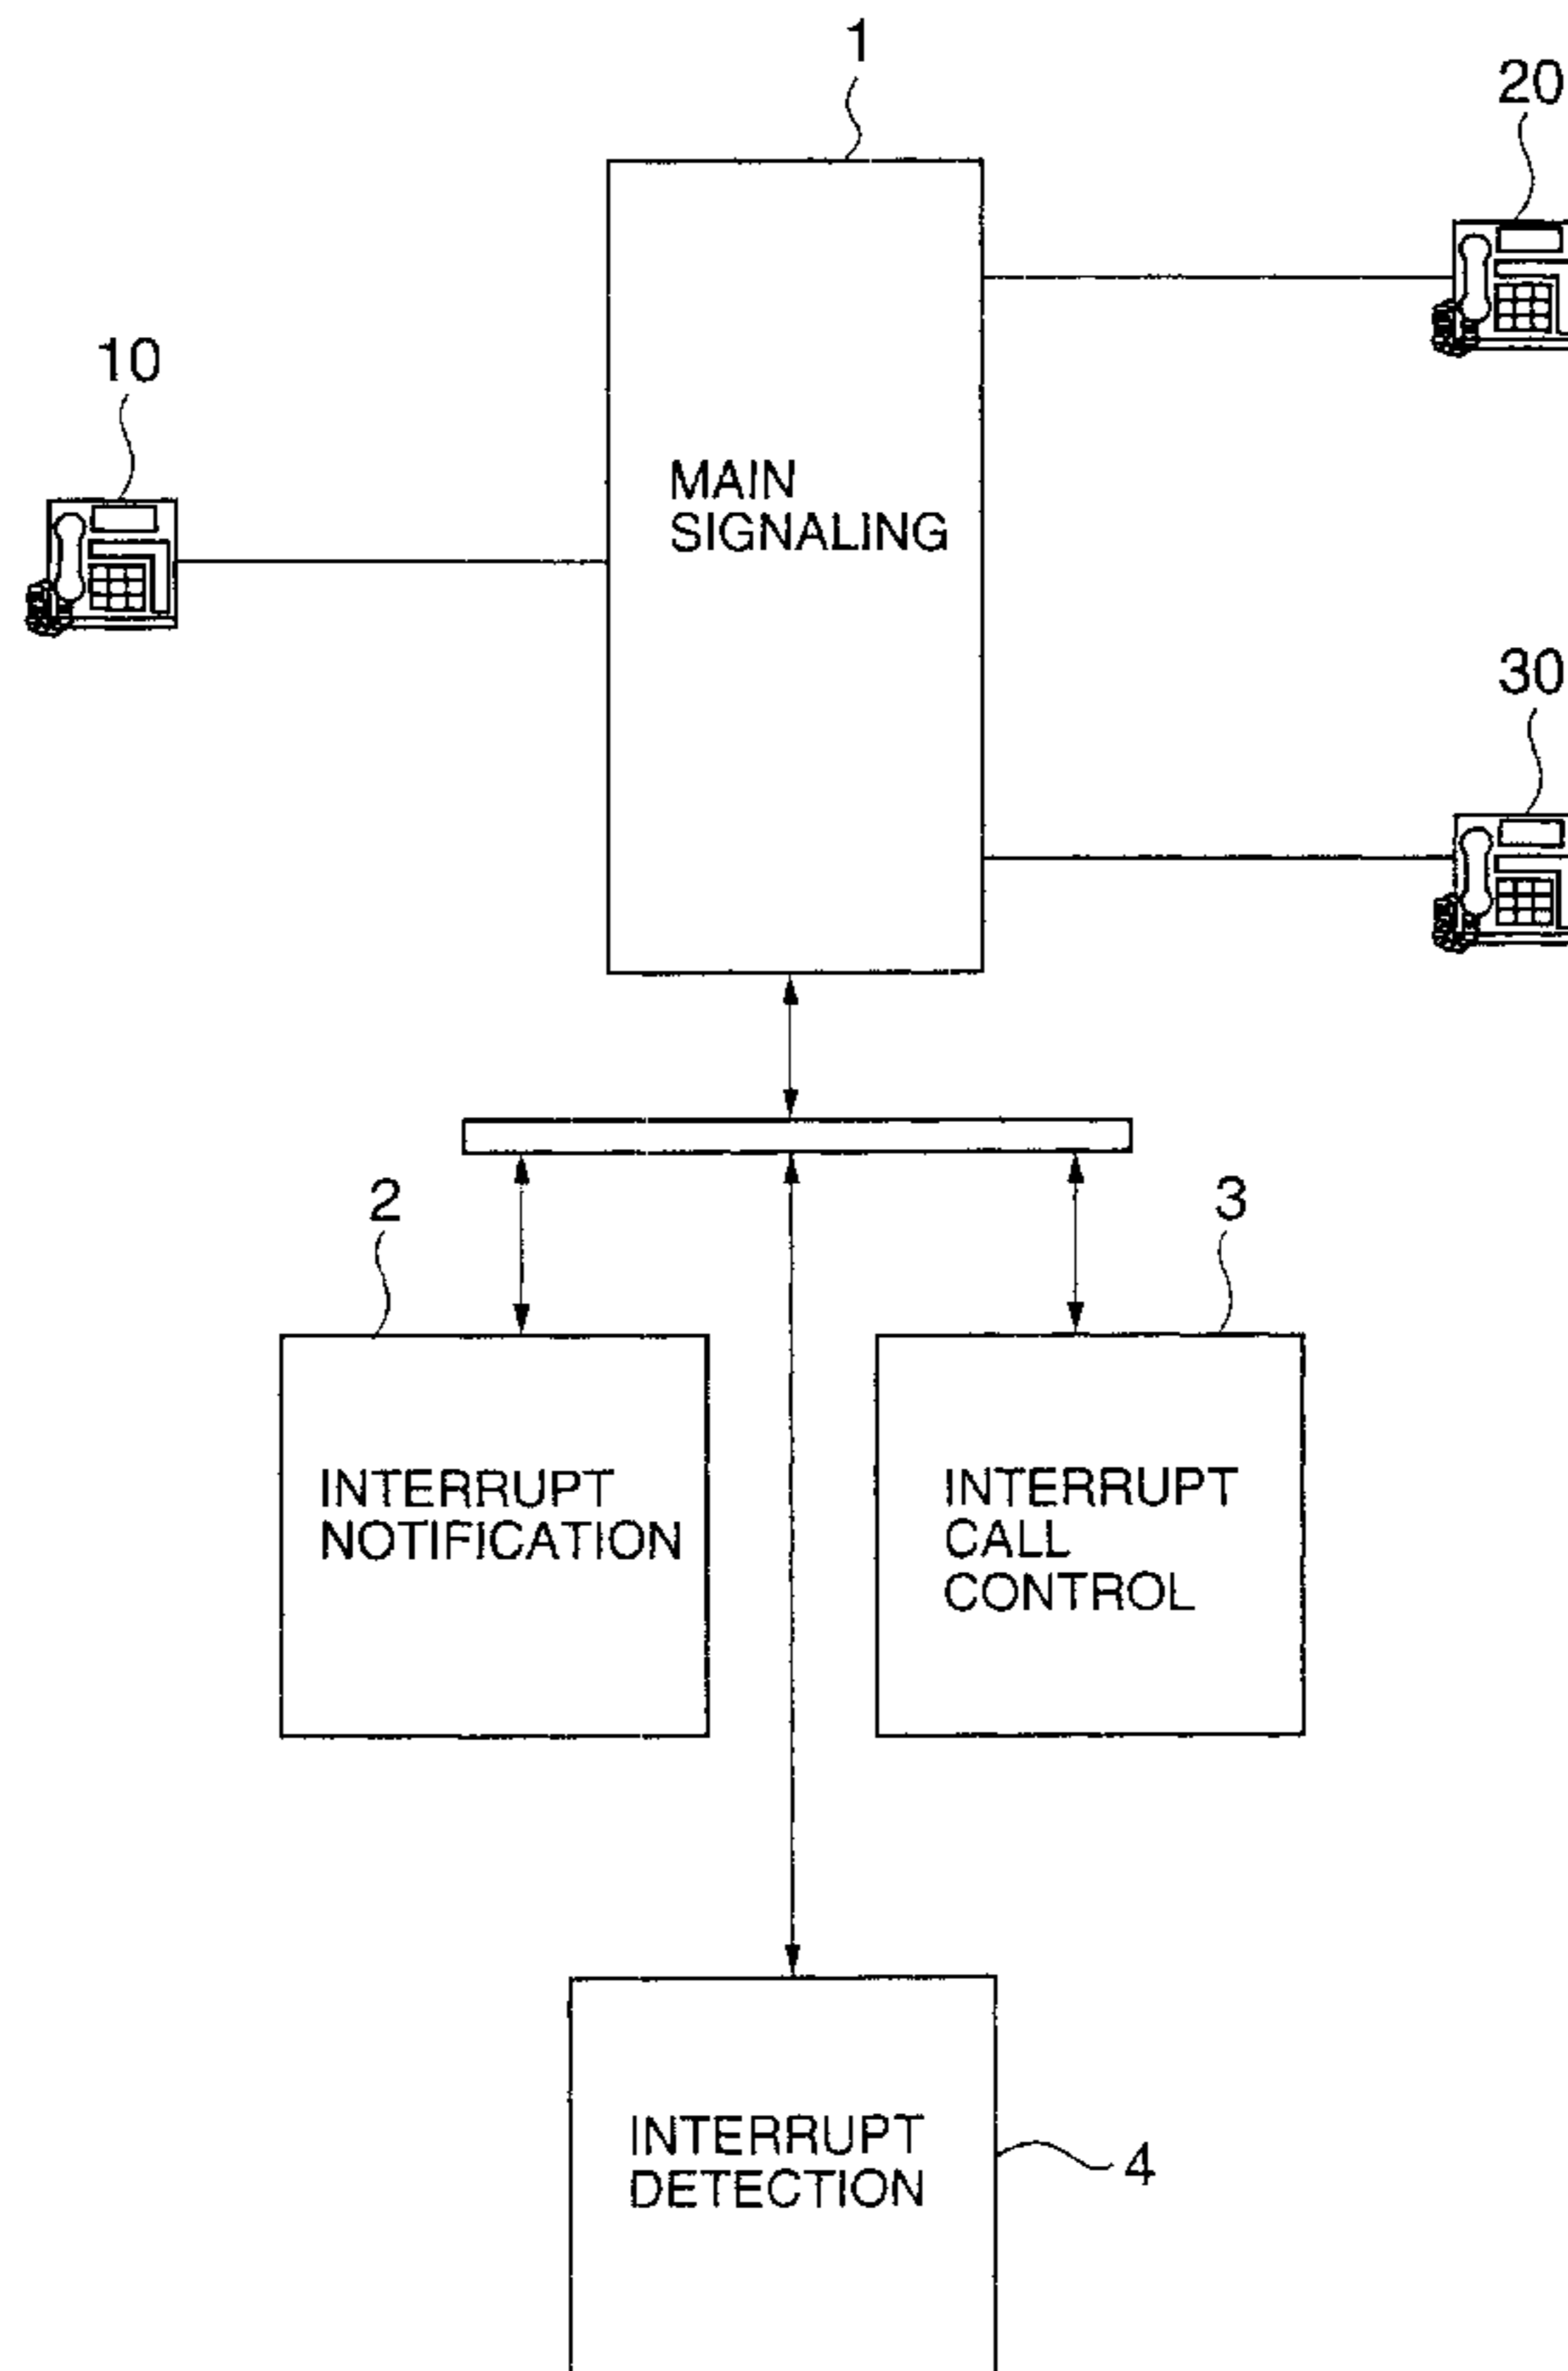 1
20
10
MAIN
SIGNALING
30
2
3
INTERRUPT
NOTIFICATION
INTERRUPT
CALL
CONTROL
INTERRUPT
DETECTION
4